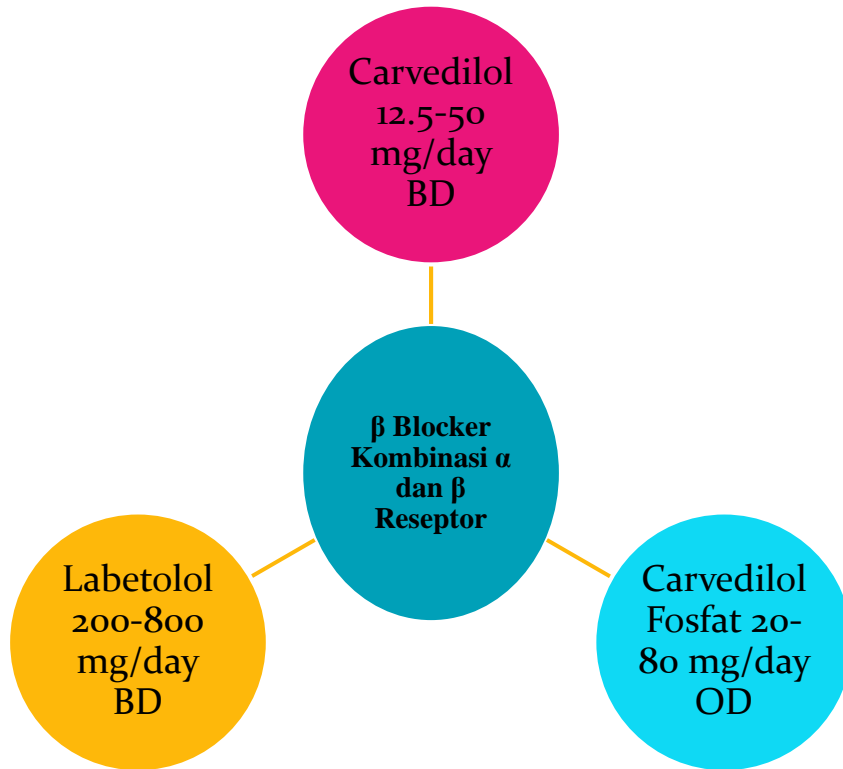 Carvedilol
12.5-50
mg/day
BD
β Blocker
Kombinasi α
dan β
Reseptor
Labetolol
200-800
mg/day
BD
Carvedilol
Fosfat 20-
80 mg/day
OD